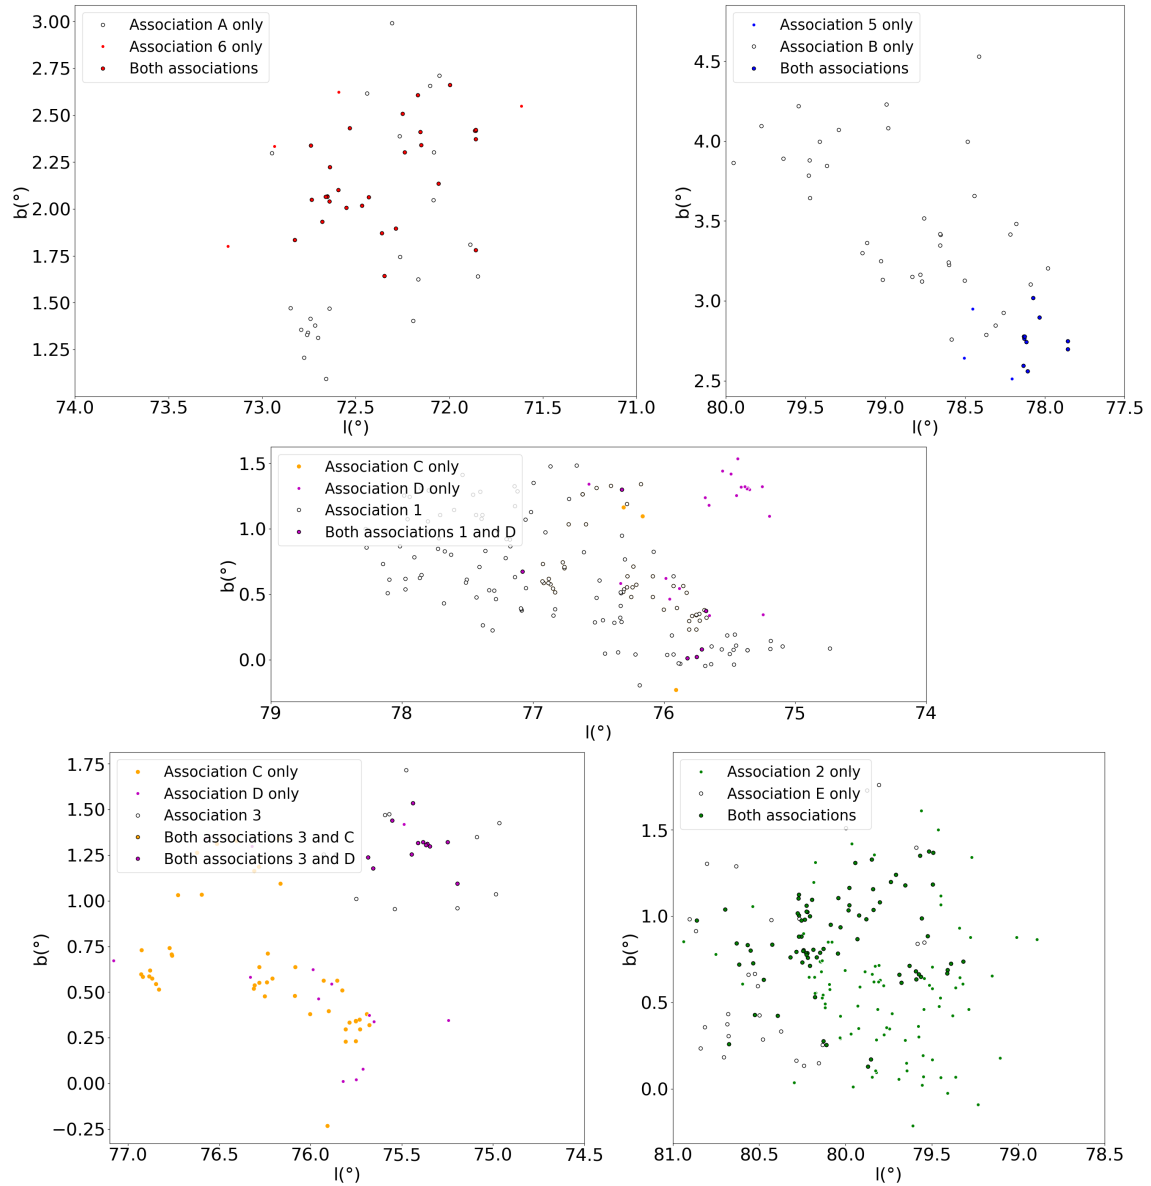 3.00
2.75
2.50
2.25
2.00
1.75
1.50
1.25
b(°)
Association A only
Association 6 only
Both associations
74.0 73.5 73.0 72.5 72.0 71.5 71.0
l(°)
4.5
4.0
3.5
3.0
2.5
b(°)
Association 5 only
Association B only
Both associations
80.0 79.5 79.0 78.5 78.0 77.5
l(°)
1.5
1.0
0.5
0.0
b(°)
Association C only
Association D only
Association 1
Both associations 1 and D
79 78 77 76 75 74
l(°)
1.75
1.50
1.25
1.00
0.75
0.50
0.25
0.00
−0.25
b(°)
Association C only
Association D only
Association 3
Both associations 3 and C
Both associations 3 and D
77.0 76.5 76.0 75.5 75.0 74.5
l(°)
1.5
1.0
0.5
0.0
b(°)
Association 2 only
Association E only
Both associations
81.0 80.5 80.0 79.5 79.0 78.5
l(°)